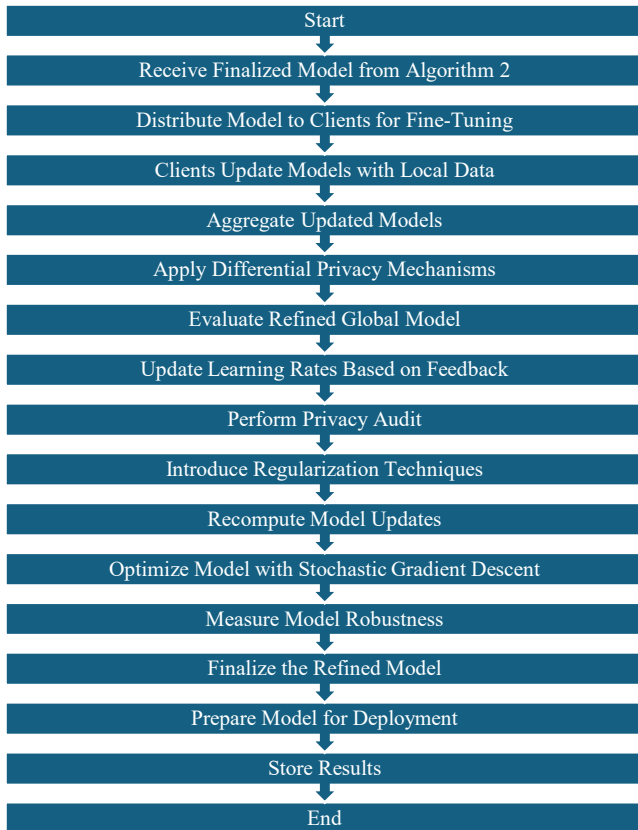 Start
Receive Finalized Model from Algorithm 2
Distribute Model to Clients for Fine-Tuning
Clients Update Models with Local Data
Aggregate Updated Models
Apply Differential Privacy Mechanisms
Evaluate Refined Global Model
Update Learning Rates Based on Feedback
Perform Privacy Audit
Introduce Regularization Techniques
Recompute Model Updates
Optimize Model with Stochastic Gradient Descent
Measure Model Robustness
Finalize the Refined Model
Prepare Model for Deployment
Store Results
End